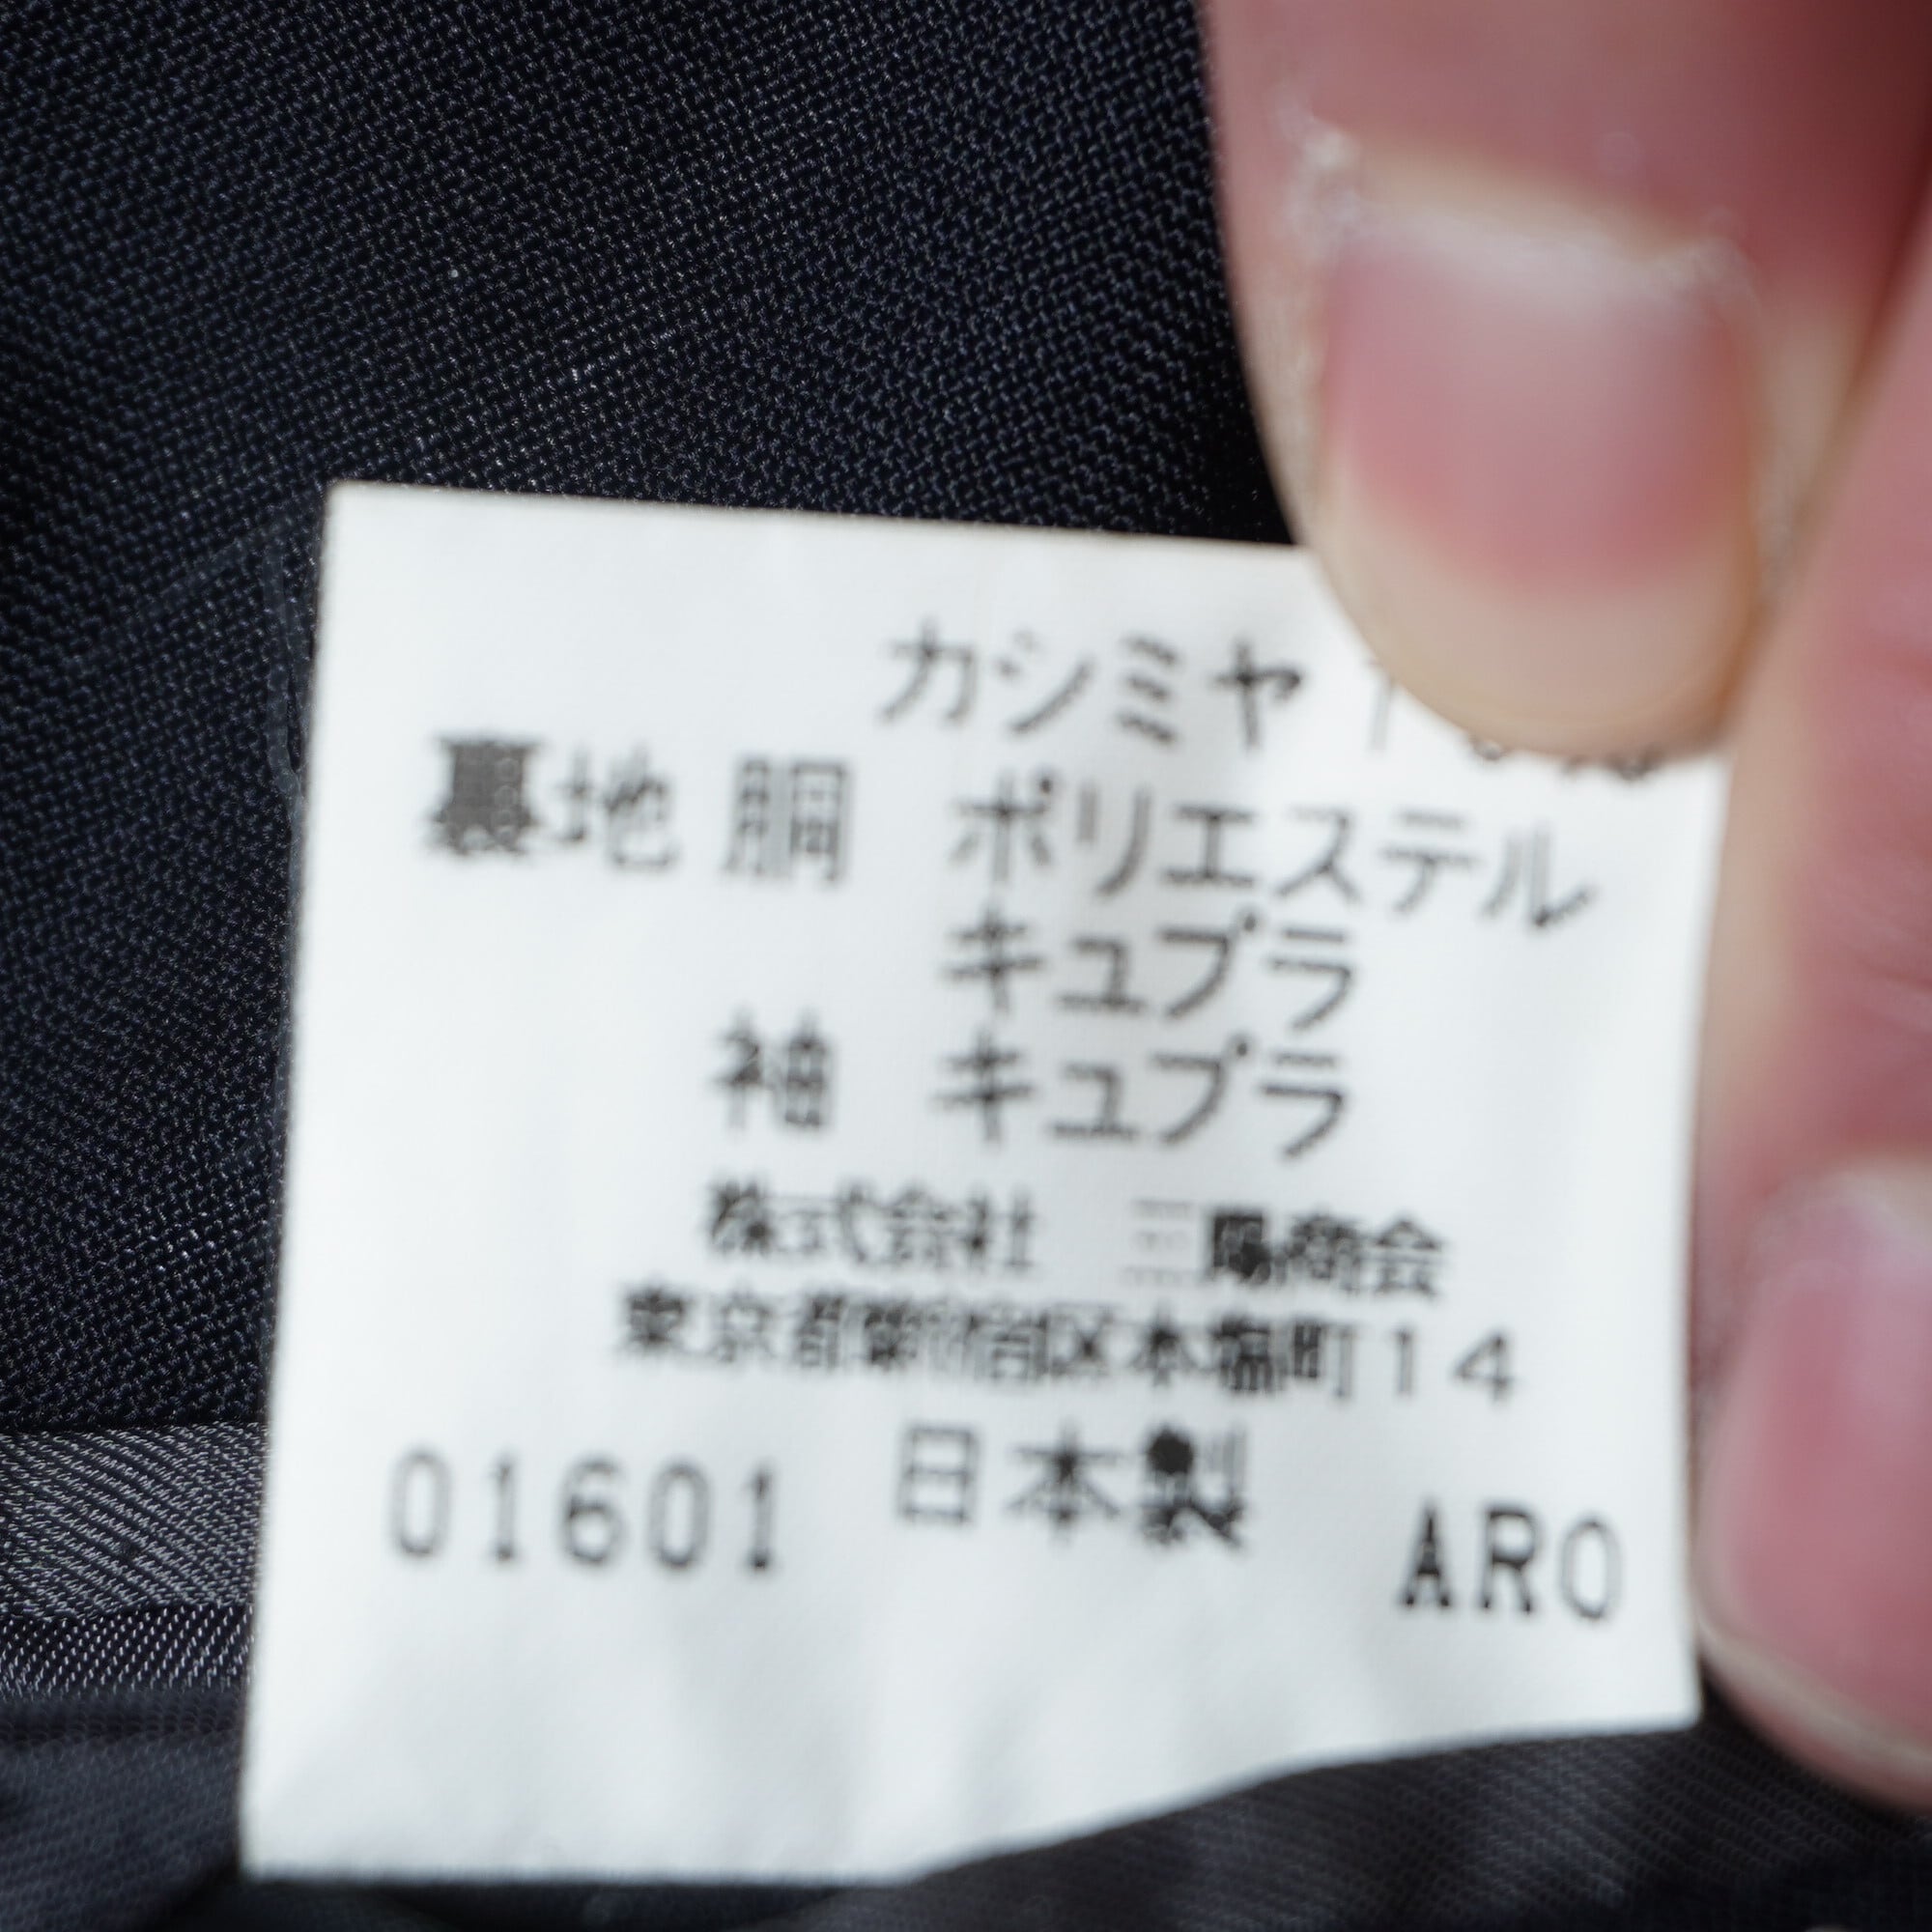 カシミヤ
裏地 胴 ポリエステル
キュプラ
袖 キュプラ
株式会社 三陽商会
東京都新宿区本塩町14
日本製
01601 ARO